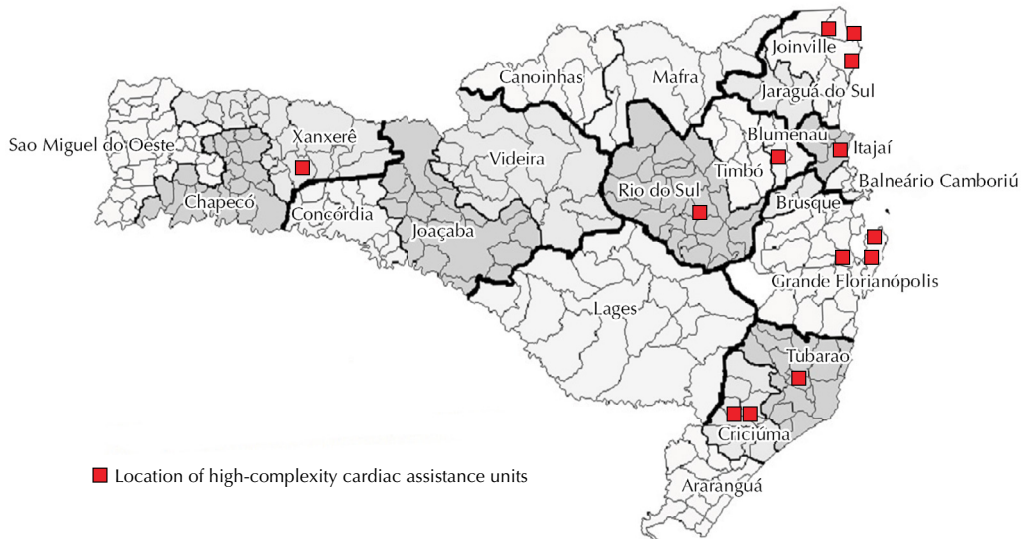 Joinville
Canoinhas
Mafra
Jaraguá do Sul
Sao Miguel do Oeste
Xanxerê
Blumenau
Itajaí
Videira
Timbó
Balneário Camboriú
Rio do Sul
Chapecó
Concórdia
Brusque
Joaçaba
Grande Florianópolis
Lages
Tubarao
Criciúma
Location of high-complexity cardiac assistance units
Araranguá